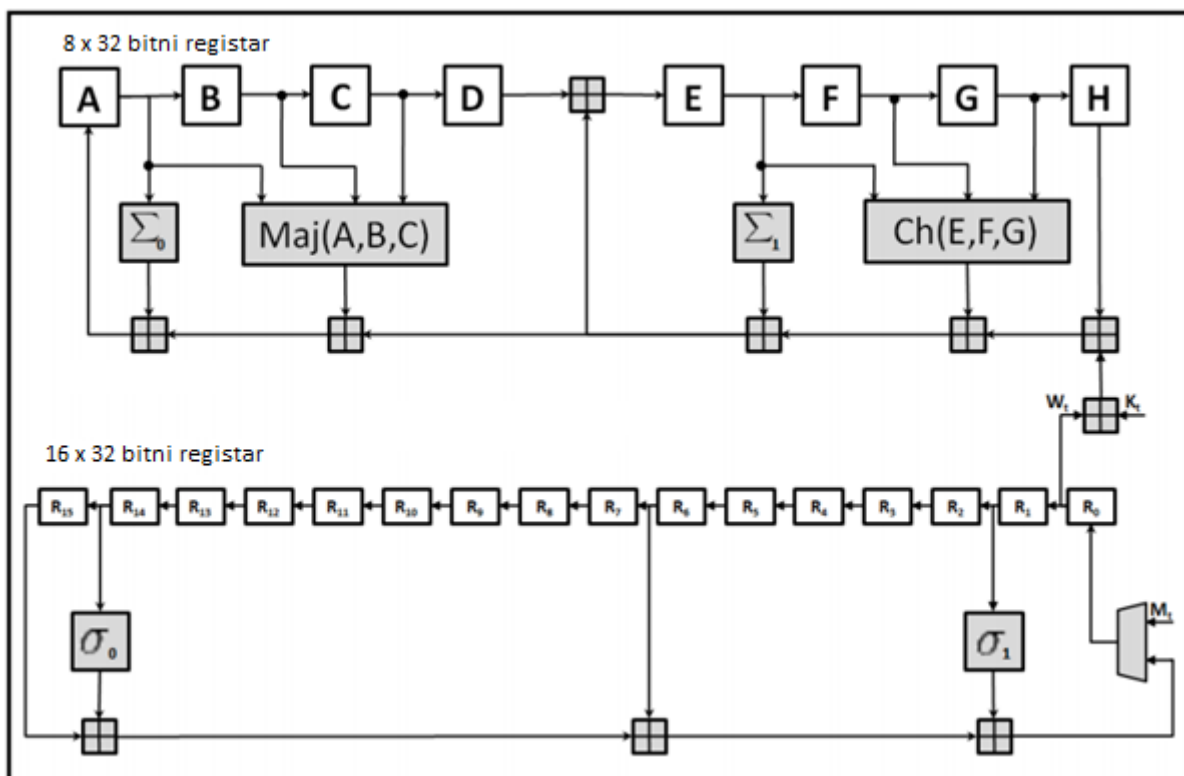 8 x 32 bitni registar
A B C D E F G H
Σ₀ Maj(A,B,C) Σ₁ Ch(E,F,G)
Wₜ Kₜ
16 x 32 bitni registar
R₁₅ R₁₄ R₁₃ R₁₂ R₁₁ R₁₀ R₉ R₈ R₇ R₆ R₅ R₄ R₃ R₂ R₁ R₀
Mₜ
σ₀ σ₁